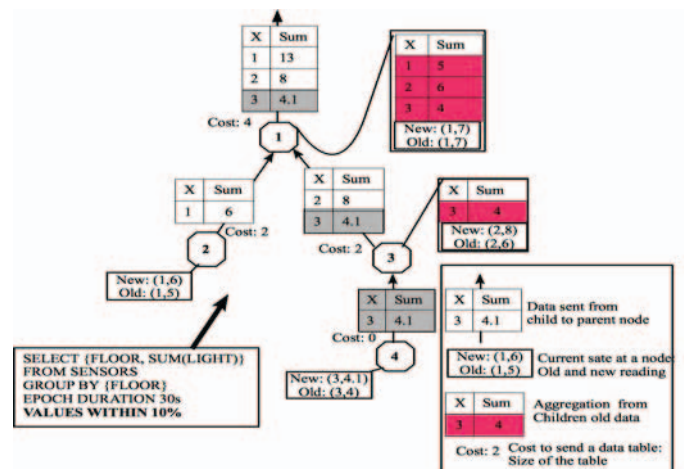 X Sum
1 13
2 8
3 4.1
Cost: 4
1
X Sum
1 5
2 6
3 4
New: (1,7)
Old: (1,7)
X Sum
1 6
Cost: 2
2
New: (1,6)
Old: (1,5)
X Sum
2 8
3 4.1
Cost: 2
3
X Sum
3 4
New: (2,8)
Old: (2,6)
X Sum
3 4.1
Cost: 0
4
New: (3,4.1)
Old: (3,4)
SELECT {FLOOR, SUM(LIGHT)}
FROM SENSORS
GROUP BY {FLOOR}
EPOCH DURATION 30s
VALUES WITHIN 10%
X Sum
3 4.1
Data sent from
child to parent node
New: (1,6)
Old: (1,5)
Current sate at a node:
Old and new reading
X Sum
3 4
Aggregation from
Children old data
Cost: 2 Cost to send a data table:
Size of the table